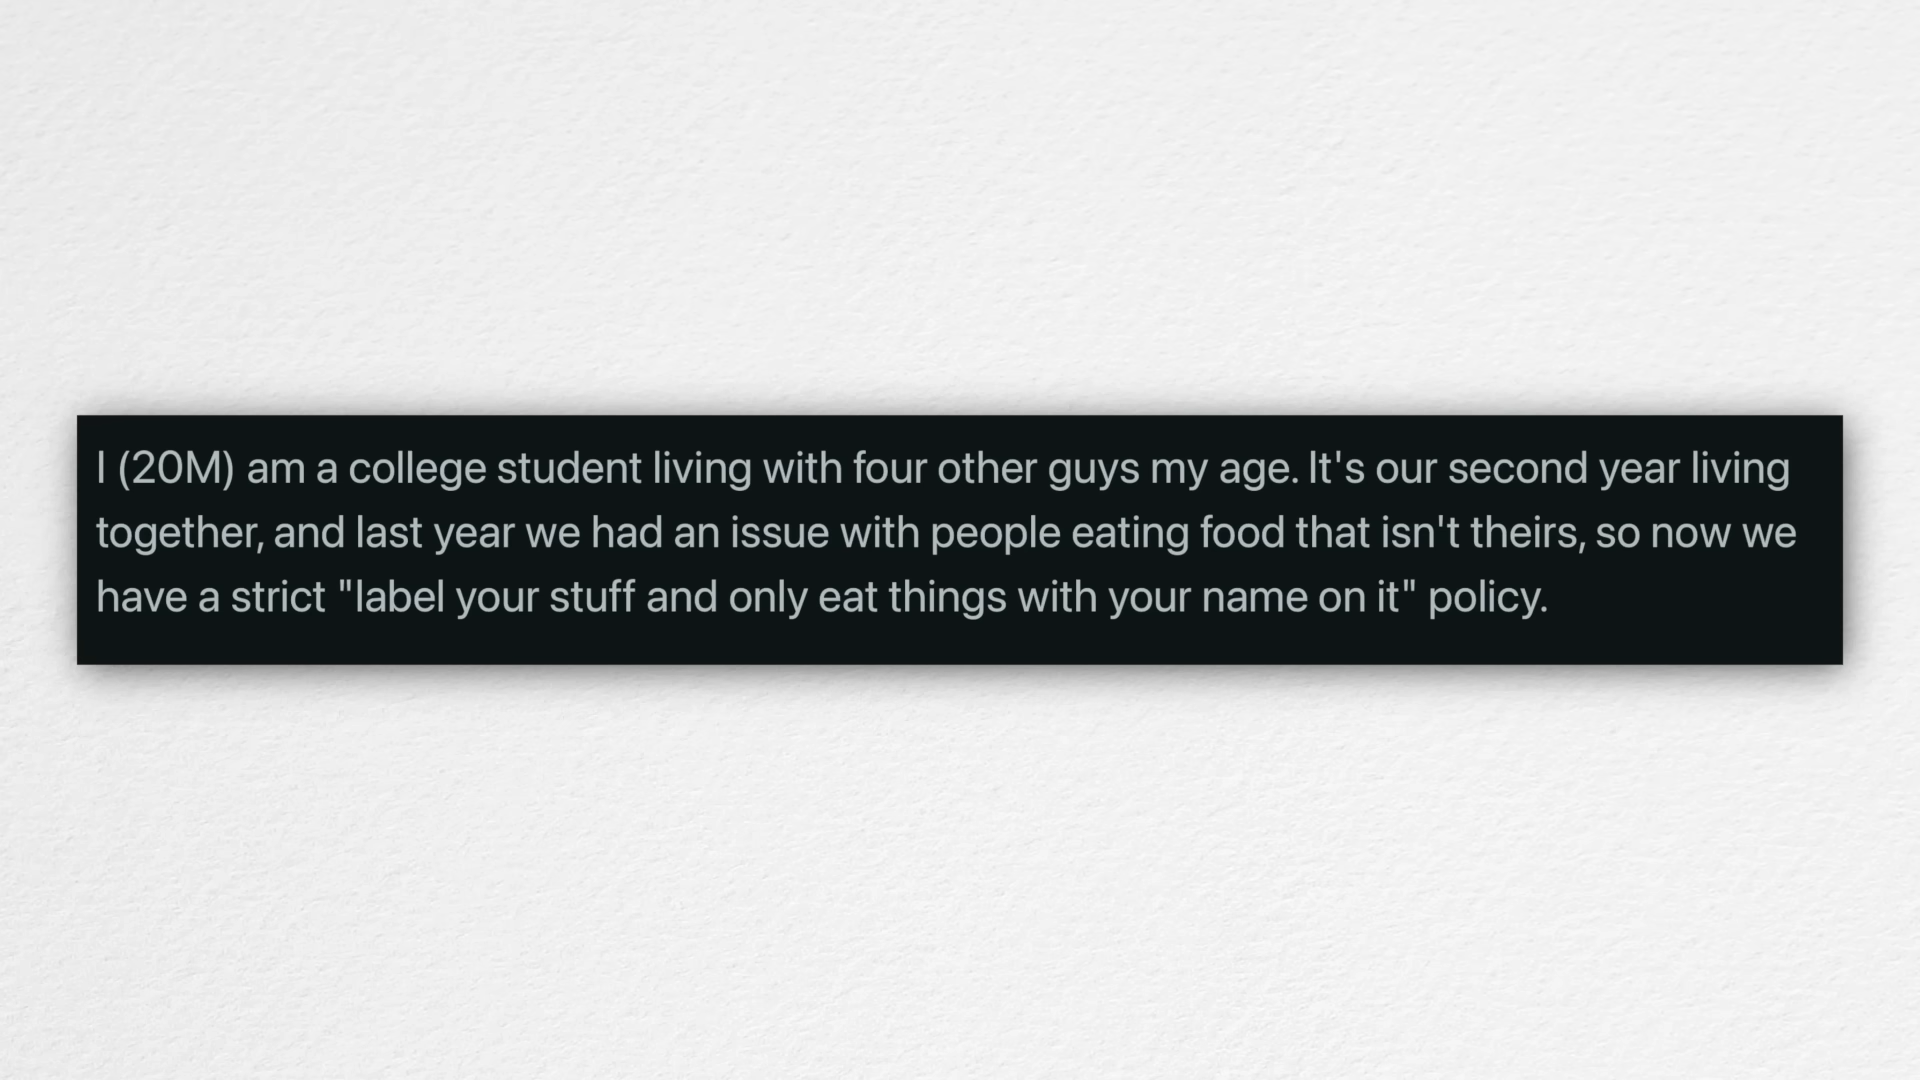 I (20M) am a college student living with four other guys my age. It's our second year living
together, and last year we had an issue with people eating food that isn't theirs, so now we
have a strict "label your stuff and only eat things with your name on it" policy.